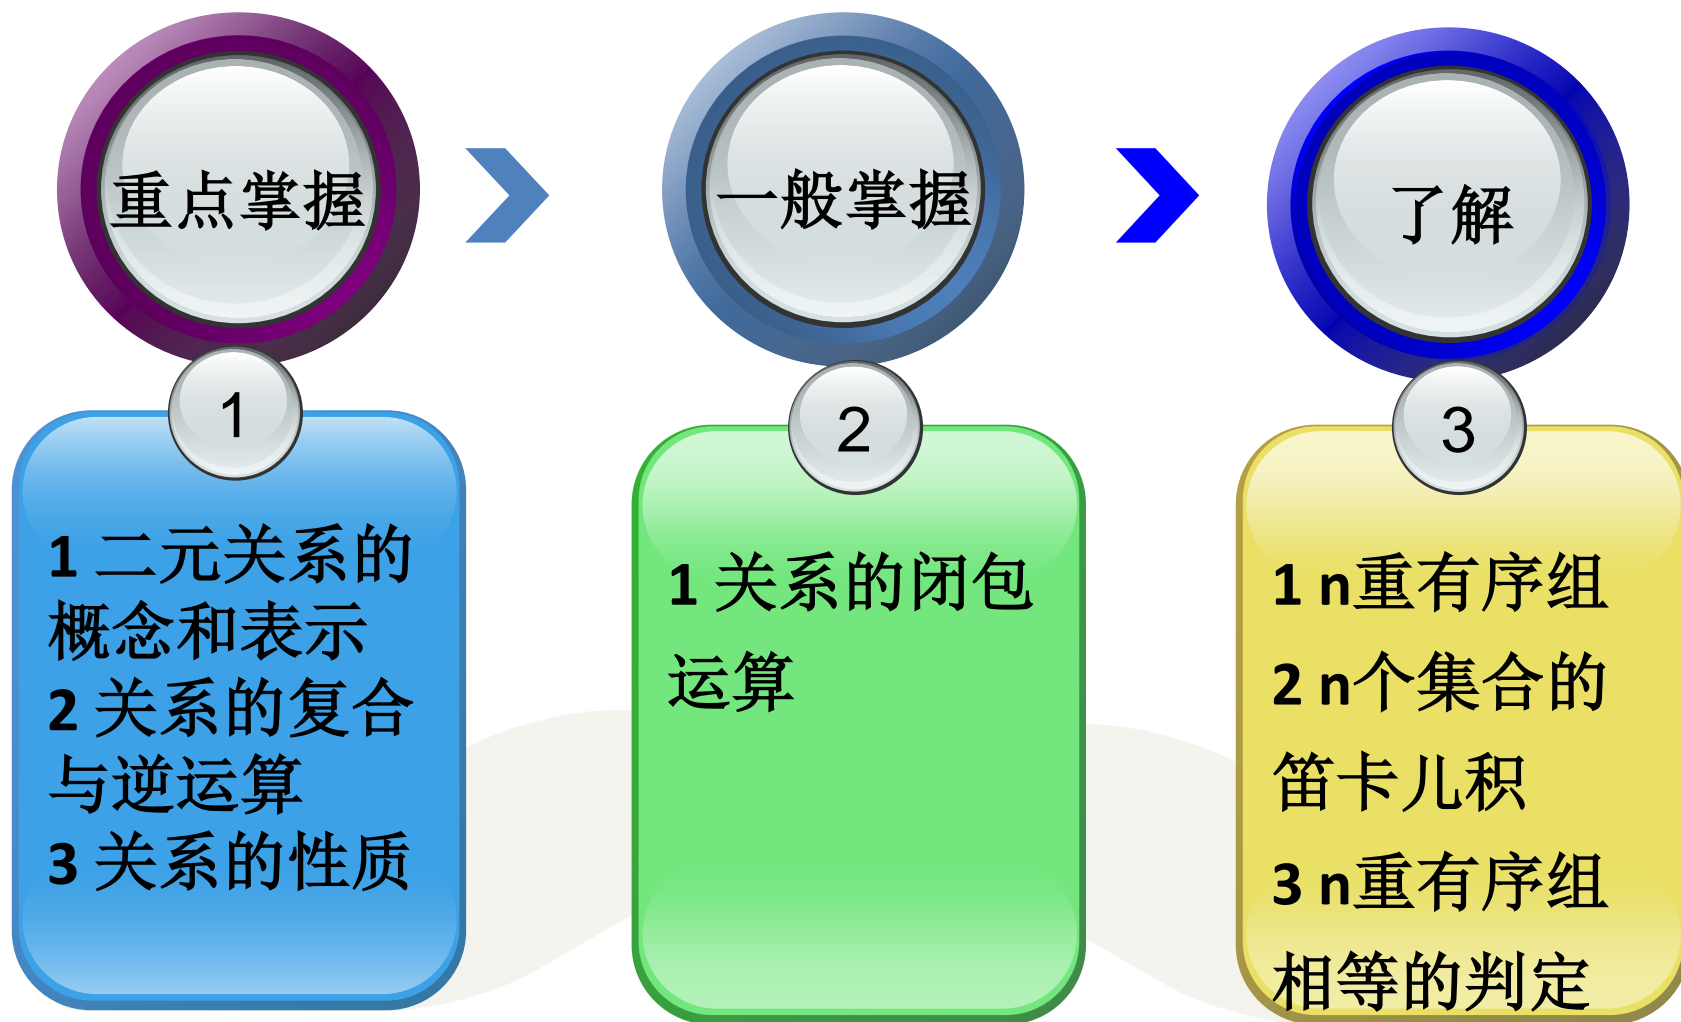 重点掌握
一般掌握
了解
1
1 二元关系的
概念和表示
2 关系的复合
与逆运算
3 关系的性质
2
1 关系的闭包
运算
3
1 n重有序组
2 n个集合的
笛卡儿积
3 n重有序组
相等的判定